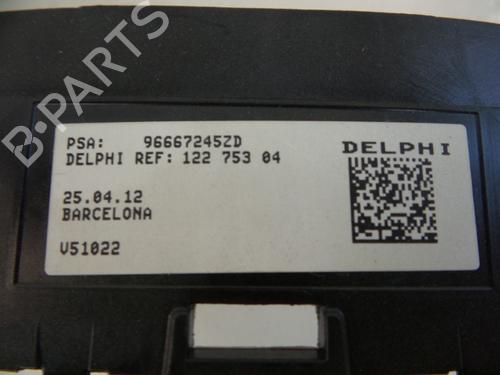 PSA: 96667245ZD
DELPHI
DELPHI REF: 122 753 04
25.04.12
BARCELONA
V51022
B-PARTS